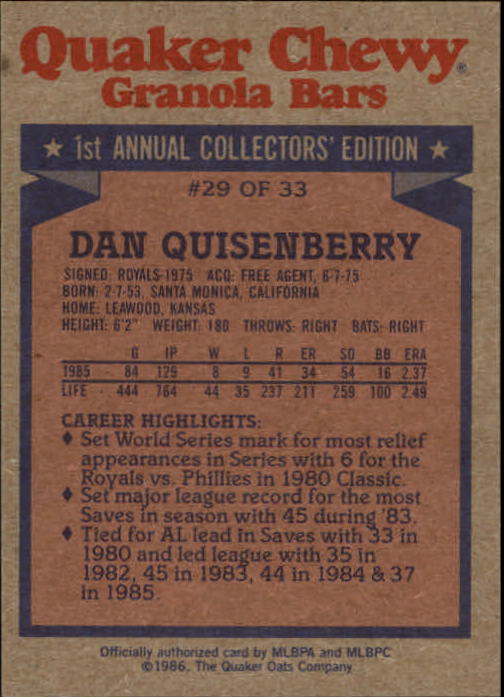 Quaker Chewy®
Granola Bars
★ 1st ANNUAL COLLECTORS' EDITION ★
#29 OF 33
DAN QUISENBERRY
SIGNED: ROYALS-1975 ACQ: FREE AGENT, 6-7-75
BORN: 2-7-53, SANTA MONICA, CALIFORNIA
HOME: LEAWOOD, KANSAS
HEIGHT: 6'2" WEIGHT: 180 THROWS: RIGHT BATS: RIGHT
G IP W L R ER SO BB ERA
1985 - 84 129 8 9 41 34 54 16 2.37
LIFE - 444 764 44 35 237 211 259 100 2.49
CAREER HIGHLIGHTS:
♦ Set World Series mark for most relief
appearances in Series with 6 for the
Royals vs. Phillies in 1980 Classic.
♦ Set major league record for the most
Saves in season with 45 during '83.
♦ Tied for AL lead in Saves with 33 in
1980 and led league with 35 in
1982, 45 in 1983, 44 in 1984 & 37
in 1985.
Officially authorized card by MLBPA and MLBPC
©1986, The Quaker Oats Company